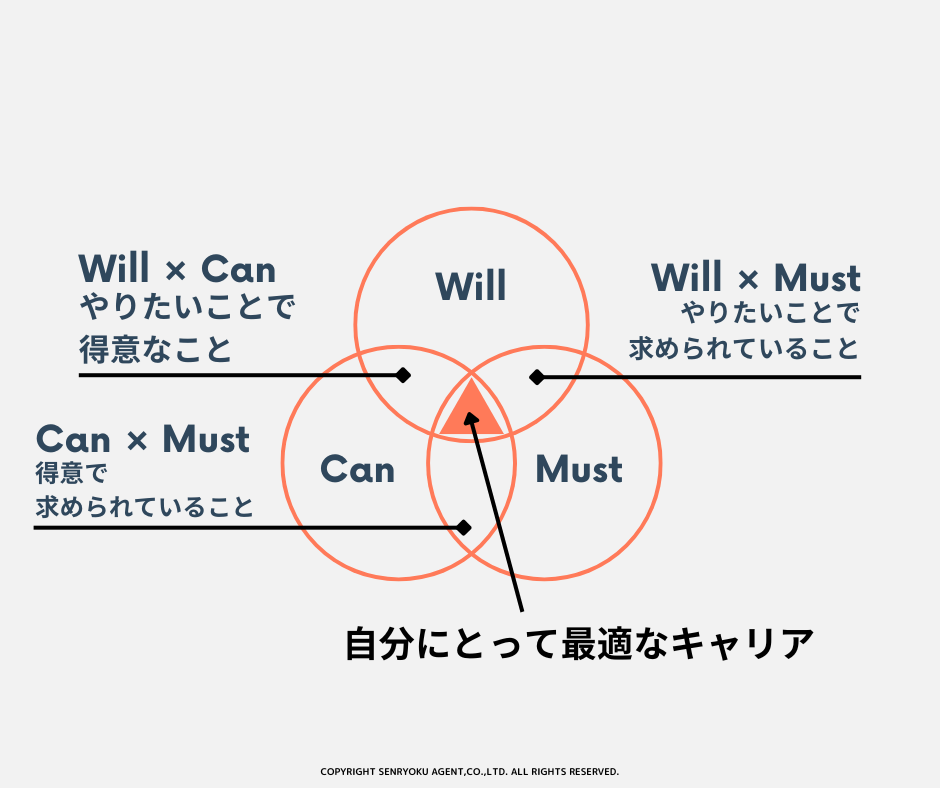 Will × Can
やりたいことで
得意なこと
Will
Will × Must
やりたいことで
求められていること
Can × Must
得意で
求められていること
Can
Must
自分にとって最適なキャリア
COPYRIGHT SENRYOKU AGENT,CO.,LTD. ALL RIGHTS RESERVED.